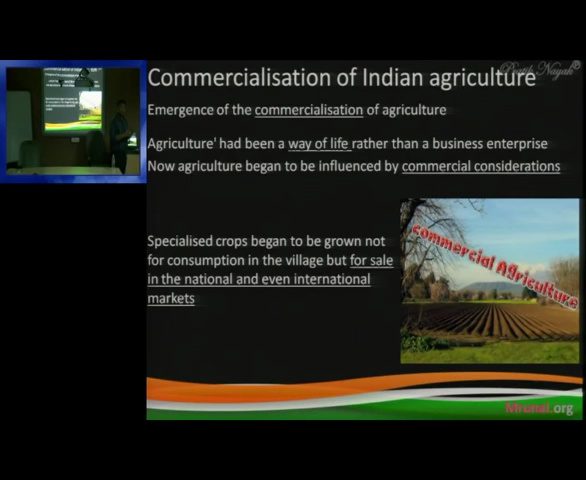 Commercialisation of Indian agriculture
Emergence of the commercialisation of agriculture
Agriculture' had been a way of life rather than a business enterprise
Now agriculture began to be influenced by commercial considerations
Specialised crops began to be grown not
for consumption in the village but for sale
in the national and even international
markets
commercial Agriculture
Mrunal.org